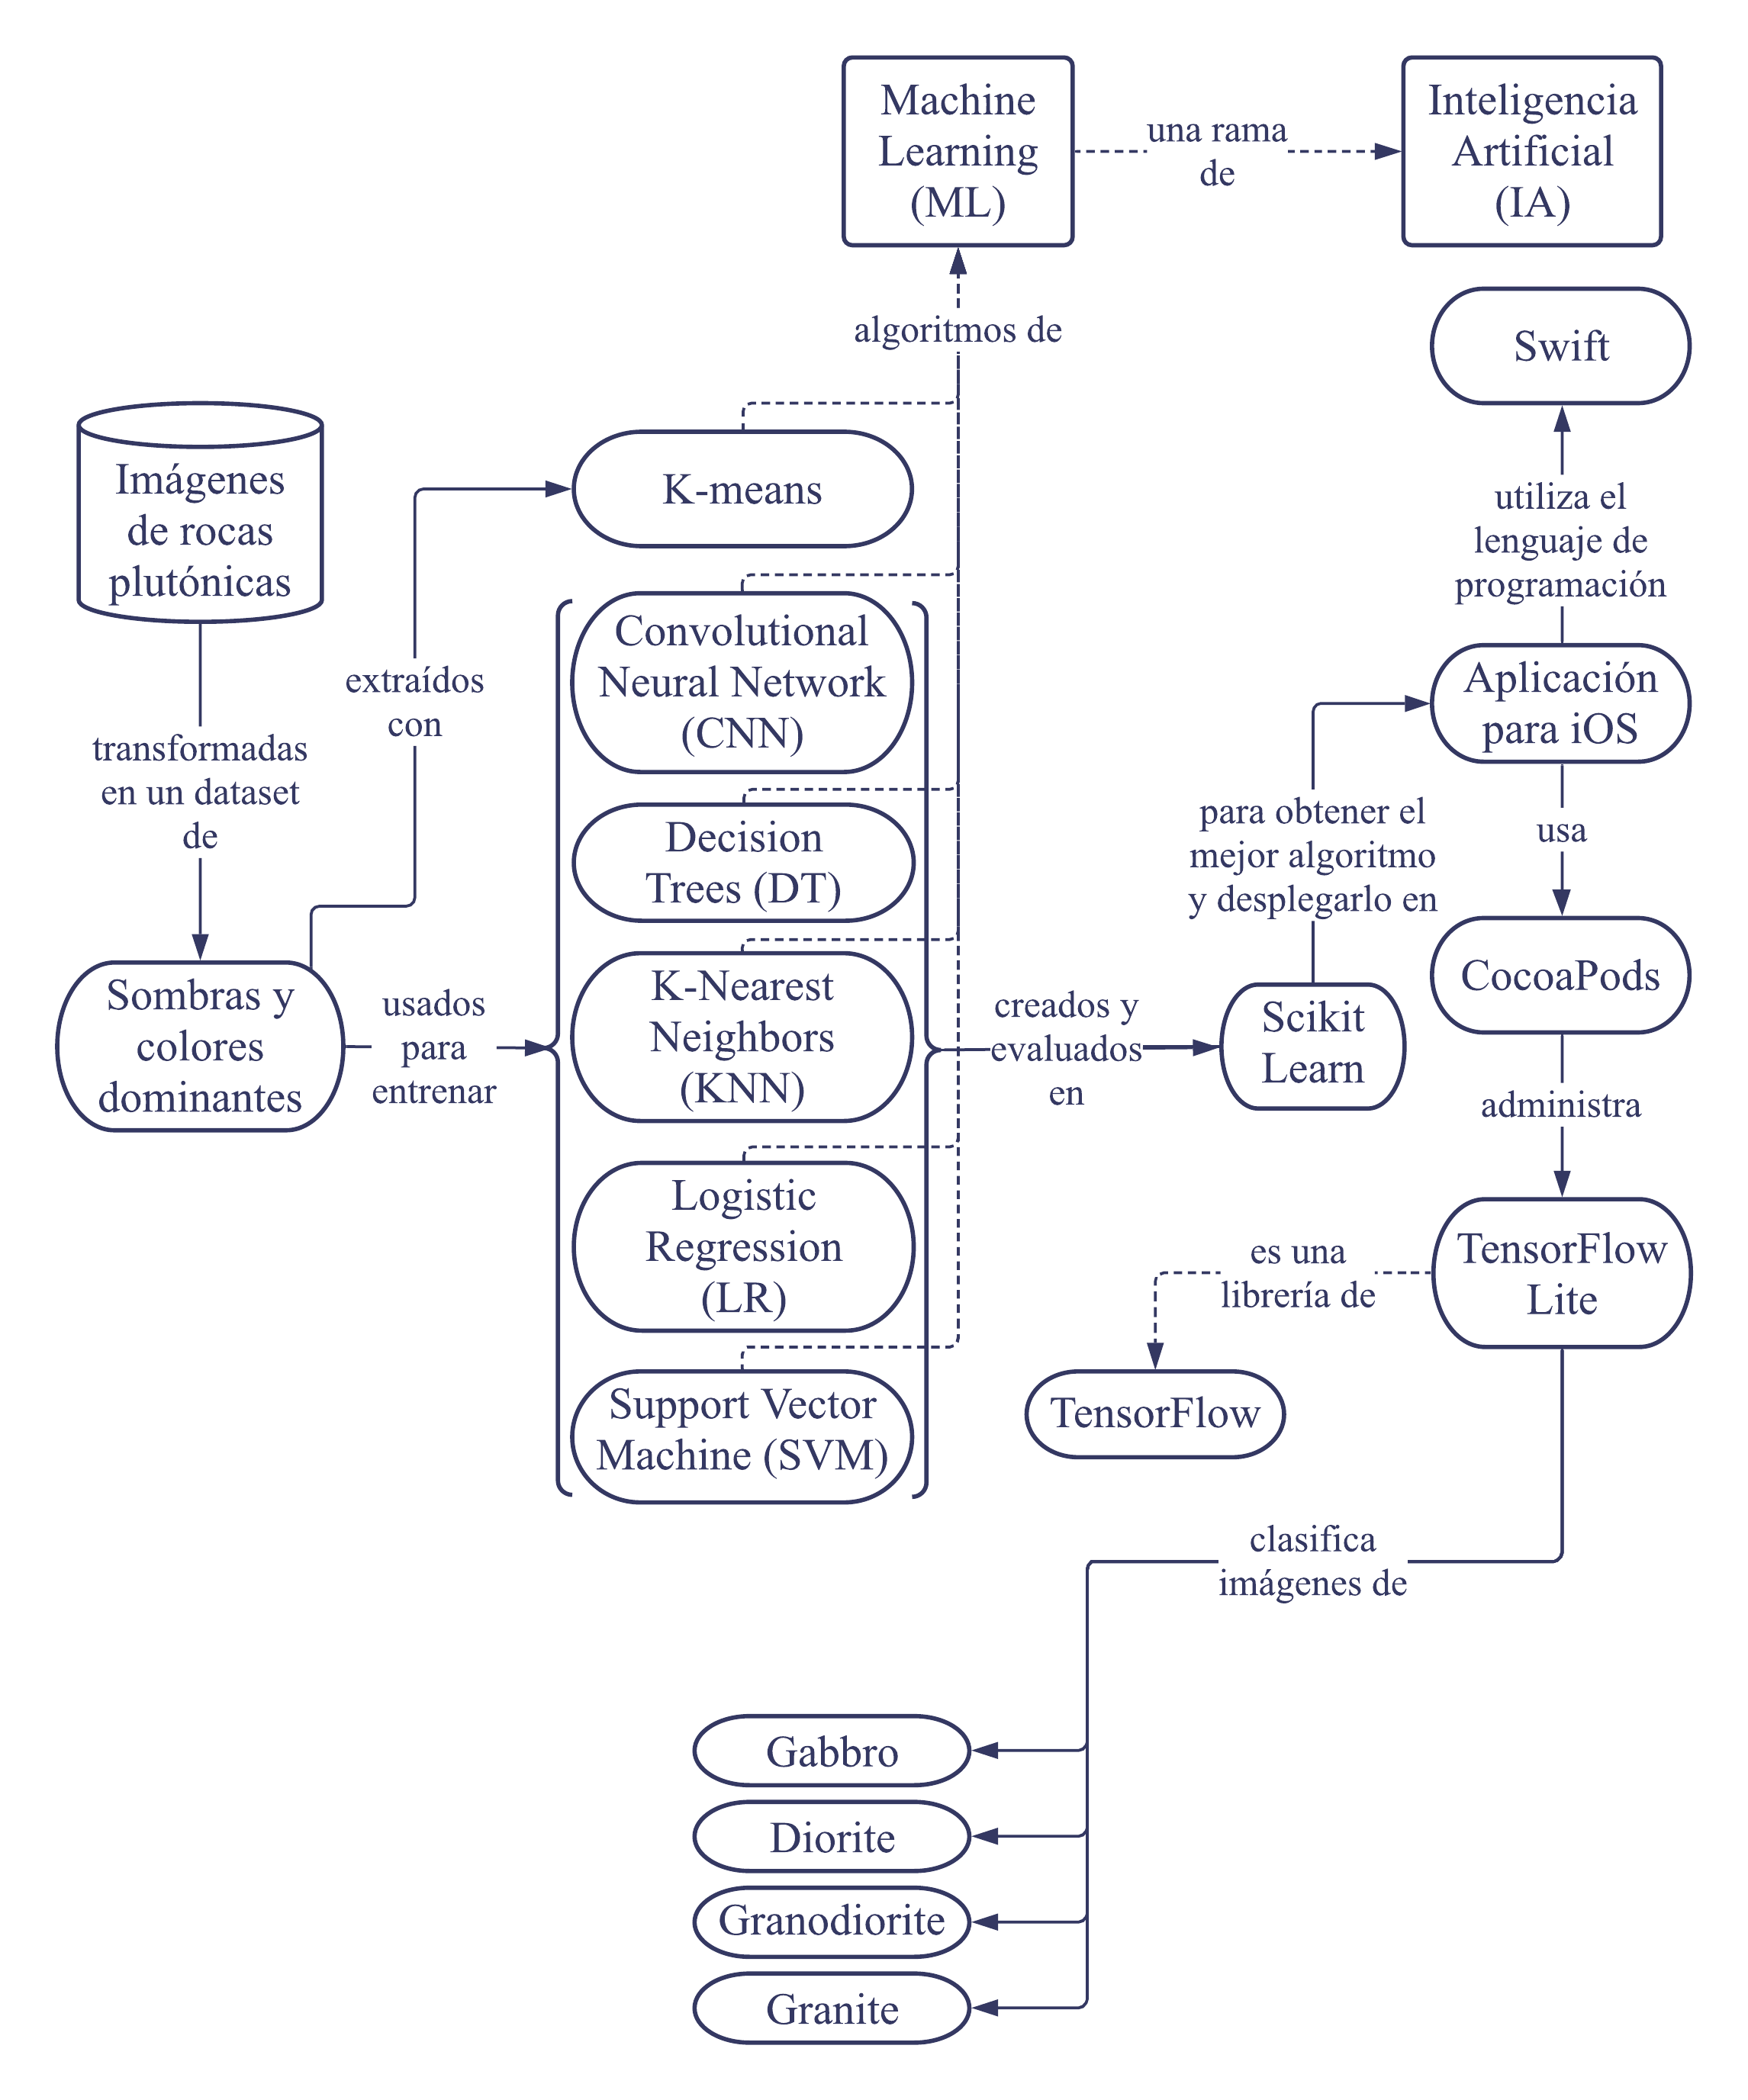 Machine
Learning
(ML)
una rama
de
Inteligencia
Artificial
(IA)
algoritmos de
Swift
utiliza el
lenguaje de
programación
Imágenes
de rocas
plutónicas
K-means
extraídos
con
transformadas
en un dataset
de
Convolutional
Neural Network
(CNN)
Decision
Trees (DT)
K-Nearest
Neighbors
(KNN)
Logistic
Regression
(LR)
Support Vector
Machine (SVM)
Sombras y
colores
dominantes
usados
para
entrenar
creados y
evaluados
en
Scikit
Learn
para obtener el
mejor algoritmo
y desplegarlo en
Aplicación
para iOS
usa
CocoaPods
administra
TensorFlow
Lite
es una
librería de
TensorFlow
clasifica
imágenes de
Gabbro
Diorite
Granodiorite
Granite